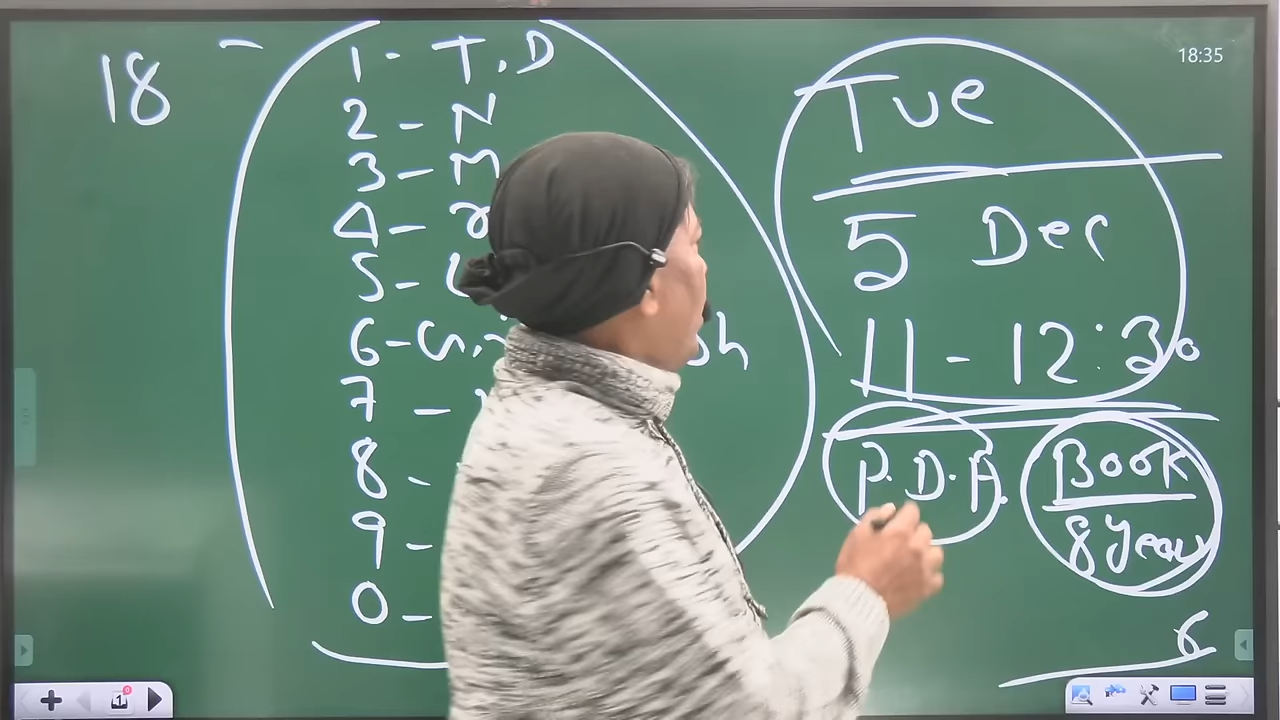 18
1 - T.D
2 - N
3 - M
4 -
5 -
6 -
7 -
8 -
9 -
0 -
18:35
Tue
5 Dec
11 - 12:30
P.D.F.
Book
8 Year
6
1